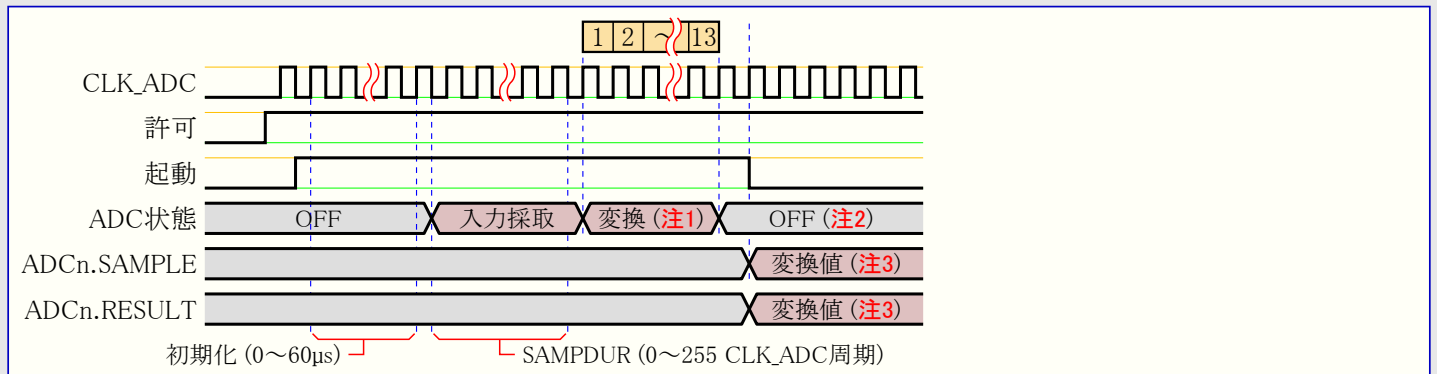 1 2 〜 13
CLK_ADC
許可
起動
ADC状態 OFF 入力採取 変換 (注1) OFF (注2)
ADCn.SAMPLE 変換値 (注3)
ADCn.RESULT 変換値 (注3)
初期化 (0〜60μs) SAMPDUR (0〜255 CLK_ADC周期)